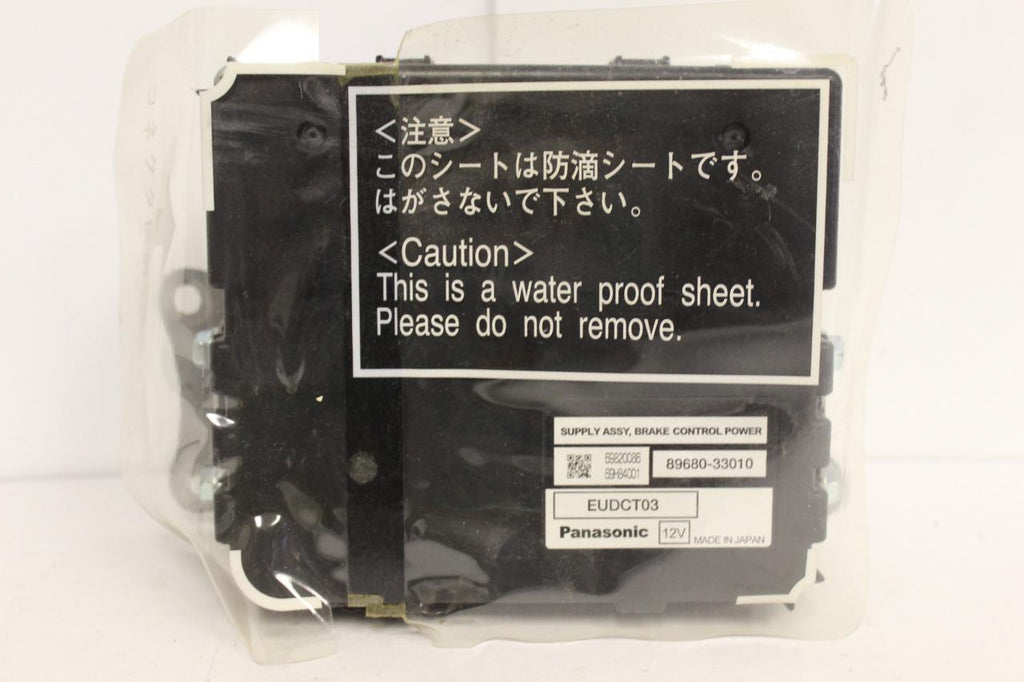 <注意>
このシートは防滴シートです。
はがさないで下さい。
<Caution>
This is a water proof sheet.
Please do not remove.
SUPPLY ASSY, BRAKE CONTROL POWER
59820086
59H84001
89680-33010
EUDCT03
Panasonic 12V MADE IN JAPAN